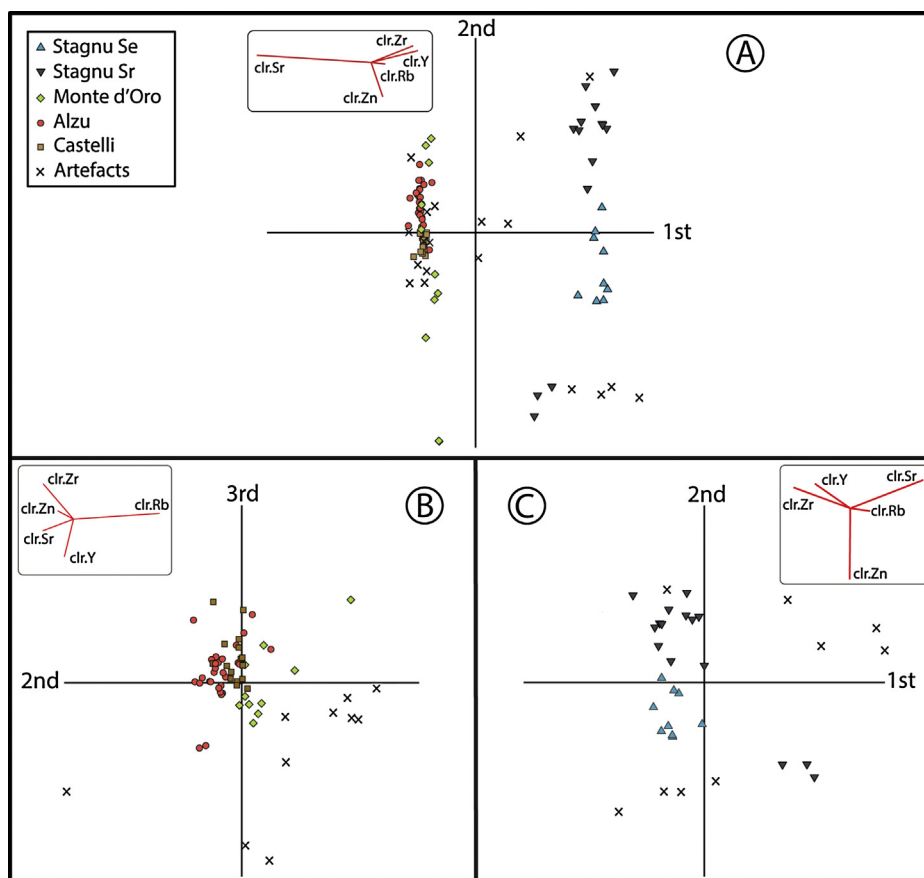 Stagnu Se
Stagnu Sr
Monte d'Oro
Alzu
Castelli
Artefacts
2nd
A
clr.Zr
clr.Y
clr.Sr
clr.Rb
clr.Zn
1st
clr.Zr
clr.Rb
clr.Zn
clr.Sr
clr.Y
3rd
B
2nd
C
2nd
clr.Y
clr.Sr
clr.Zr
clr.Rb
clr.Zn
1st